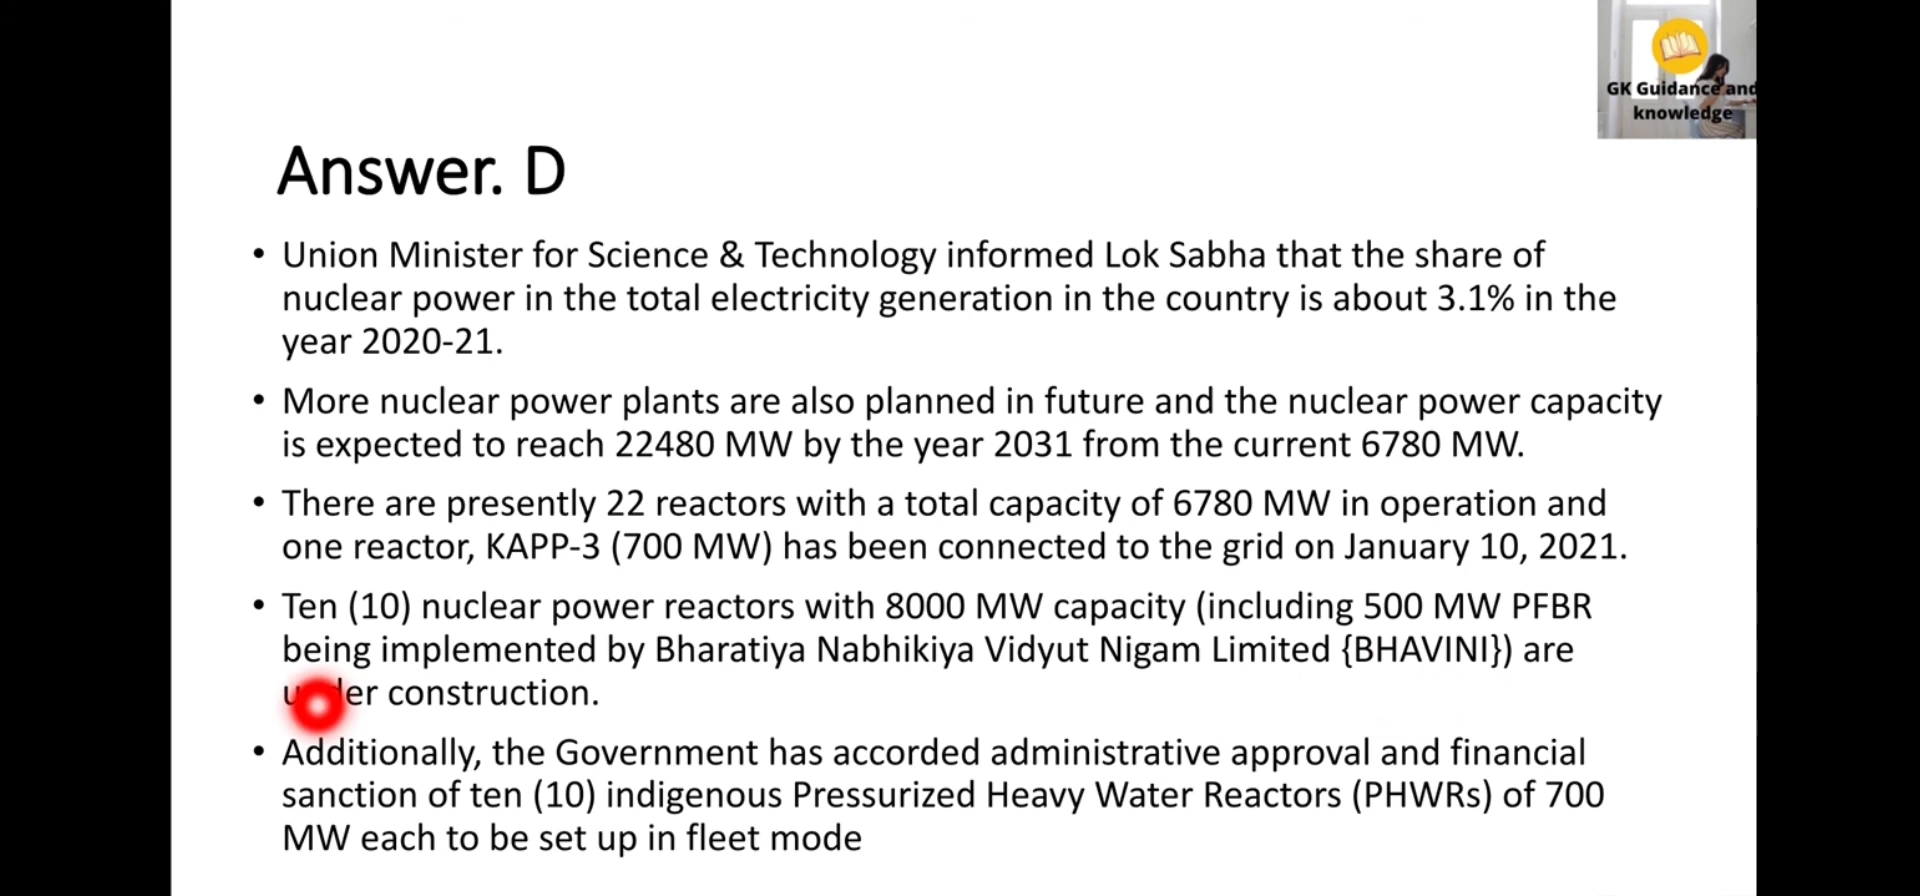 GK Guidance and
knowledge
Answer. D
• Union Minister for Science & Technology informed Lok Sabha that the share of
nuclear power in the total electricity generation in the country is about 3.1% in the
year 2020-21.
• More nuclear power plants are also planned in future and the nuclear power capacity
is expected to reach 22480 MW by the year 2031 from the current 6780 MW.
• There are presently 22 reactors with a total capacity of 6780 MW in operation and
one reactor, KAPP-3 (700 MW) has been connected to the grid on January 10, 2021.
• Ten (10) nuclear power reactors with 8000 MW capacity (including 500 MW PFBR
being implemented by Bharatiya Nabhikiya Vidyut Nigam Limited {BHAVINI}) are
under construction.
• Additionally, the Government has accorded administrative approval and financial
sanction of ten (10) indigenous Pressurized Heavy Water Reactors (PHWRs) of 700
MW each to be set up in fleet mode